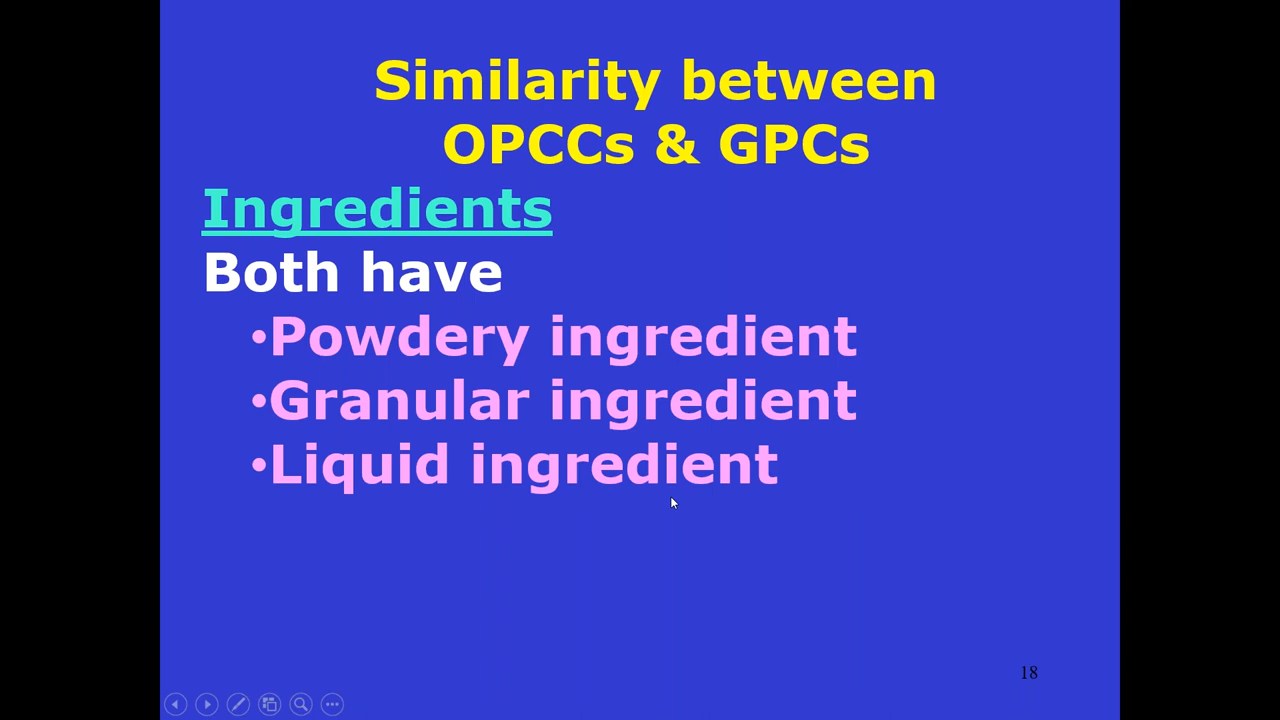 Similarity between
OPCCs & GPCs
Ingredients
Both have
•Powdery ingredient
•Granular ingredient
•Liquid ingredient
18